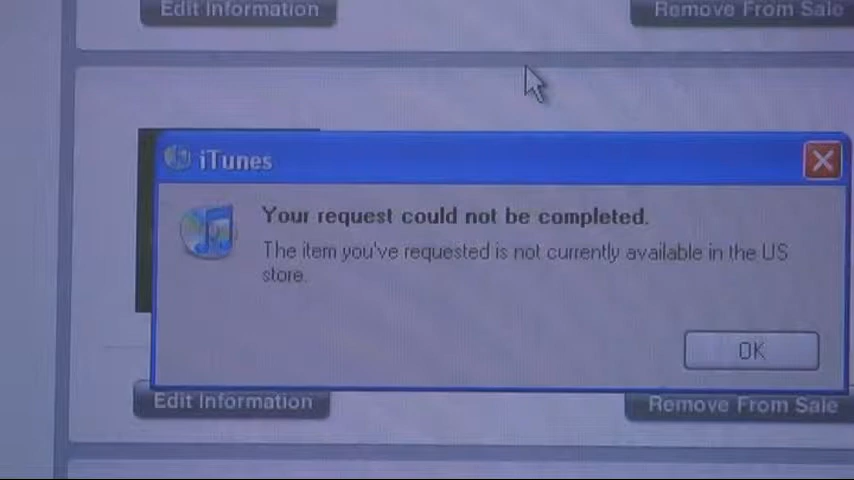 Edit Information Remove From Sale
iTunes
Your request could not be completed.
The item you've requested is not currently available in the US
store.
OK
Edit Information Remove From Sale